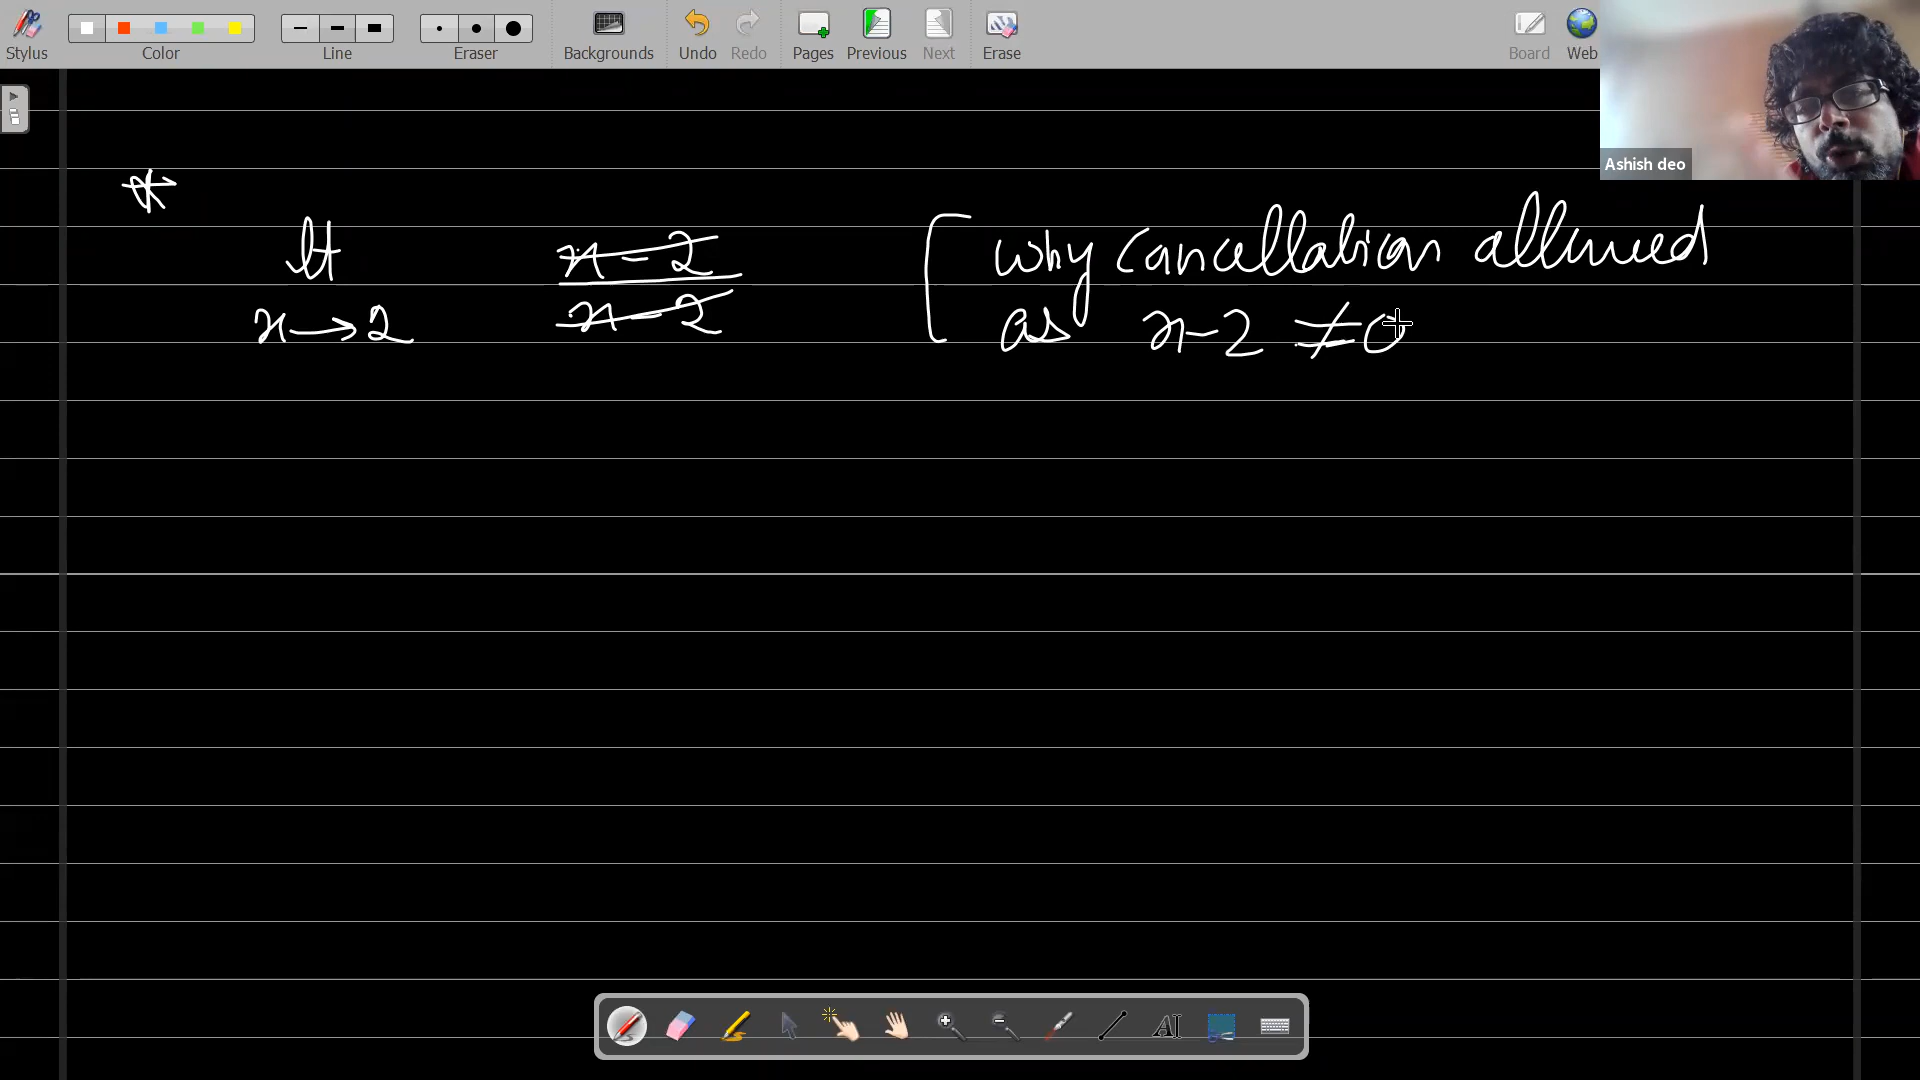 Stylus Color Line Eraser Backgrounds Undo Redo Pages Previous Next Erase Board Web
Ashish deo
*
lt x-2 [ why cancellation allowed
x→2 x-2 as x-2 ≠0